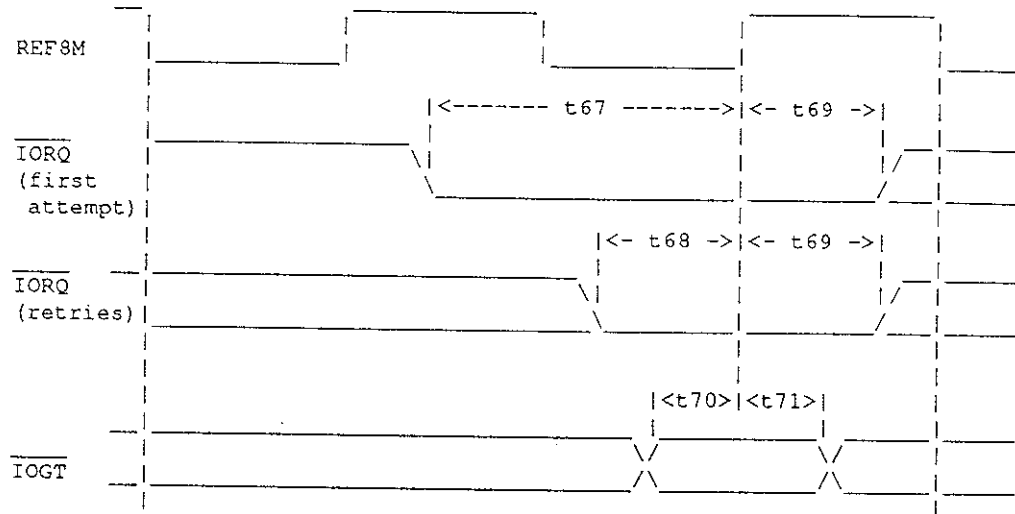 REF8M
|<------- t67 ------->|<- t69 ->|
IORQ
(first
attempt)
|<- t68 ->|<- t69 ->|
IORQ
(retries)
|<t70>|<t71>|
IOGT